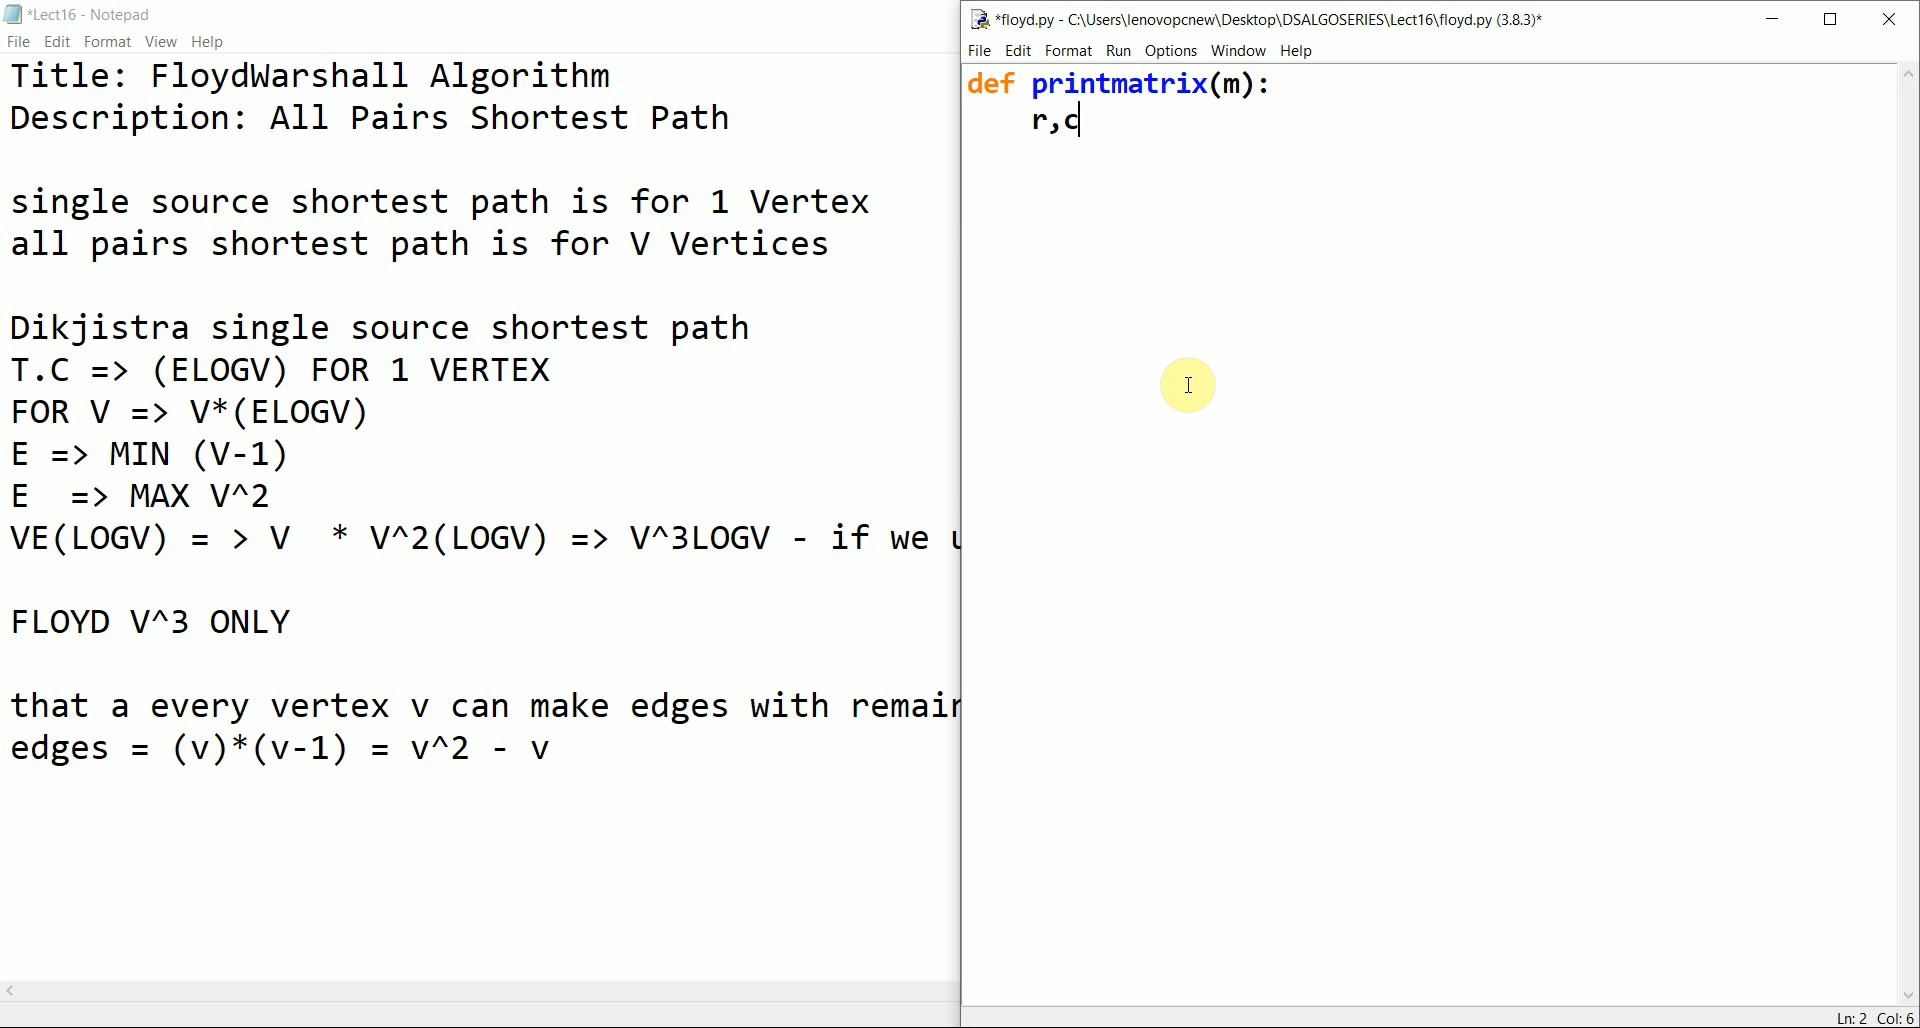 *Lect16 - Notepad
File Edit Format View Help
Title: FloydWarshall Algorithm
Description: All Pairs Shortest Path
single source shortest path is for 1 Vertex
all pairs shortest path is for V Vertices
Dikjistra single source shortest path
T.C => (ELOGV) FOR 1 VERTEX
FOR V => V*(ELOGV)
E => MIN (V-1)
E  => MAX V^2
VE(LOGV) = > V  * V^2(LOGV) => V^3LOGV - if we
FLOYD V^3 ONLY
that a every vertex v can make edges with
edges = (v)*(v-1) = v^2 - v
*floyd.py - C:\Users\lenovopcnew\Desktop\DSALGOSERIES\Lect16\floyd.py (3.8.3)*
File Edit Format Run Options Window Help
def printmatrix(m):
    r,c
Ln: 2 Col: 6